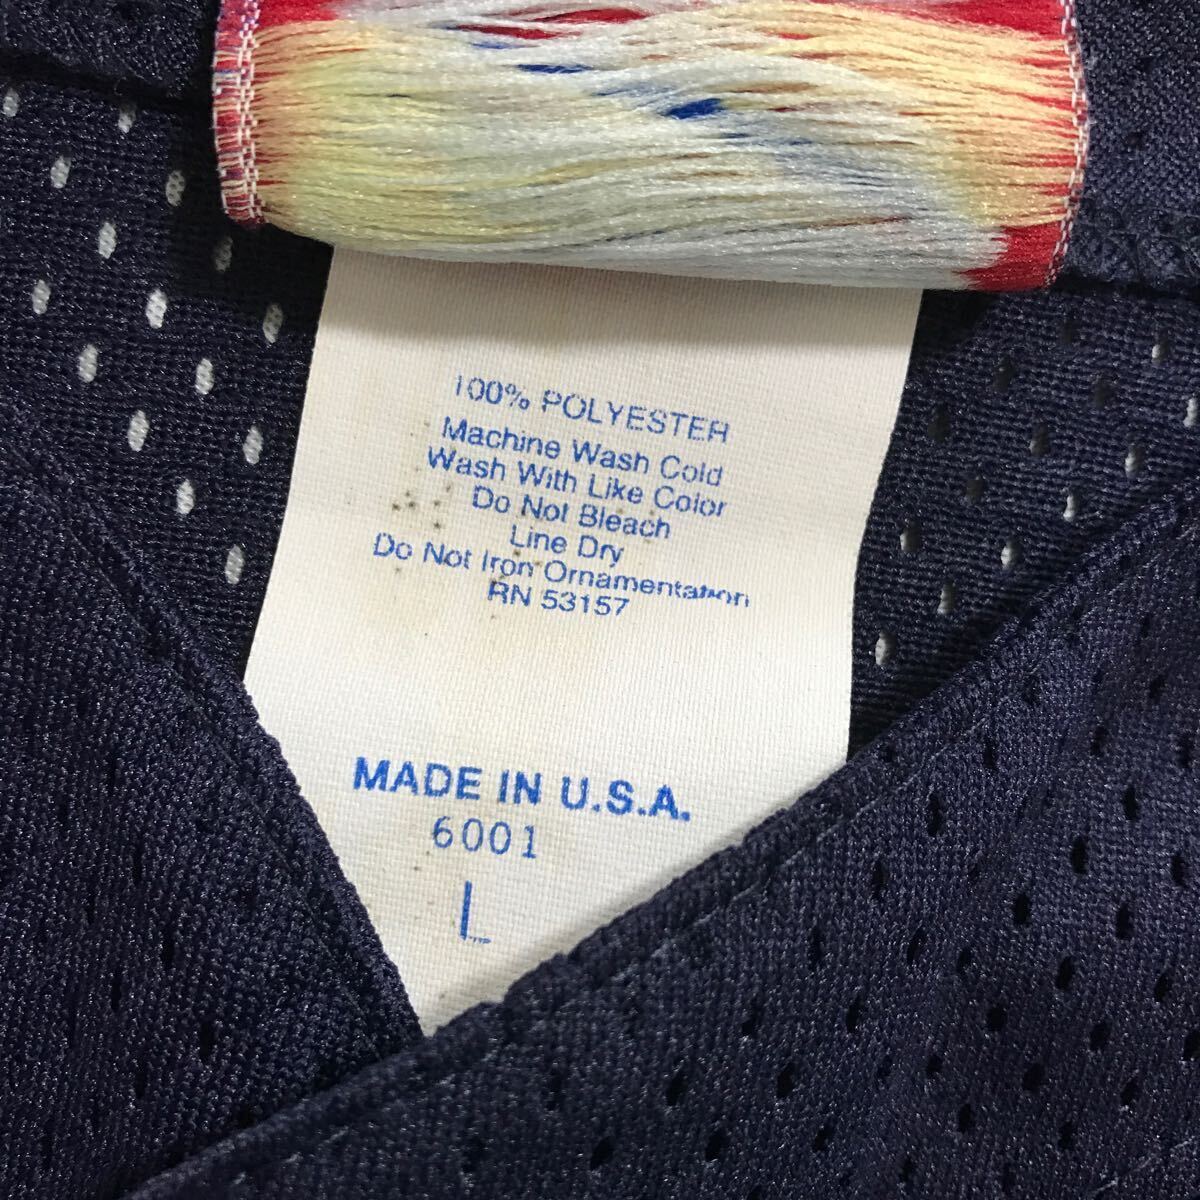 100% POLYESTER
Machine Wash Cold
Wash With Like Color
Do Not Bleach
Line Dry
Do Not Iron Ornamentation
RN 53157
MADE IN U.S.A.
6001
L